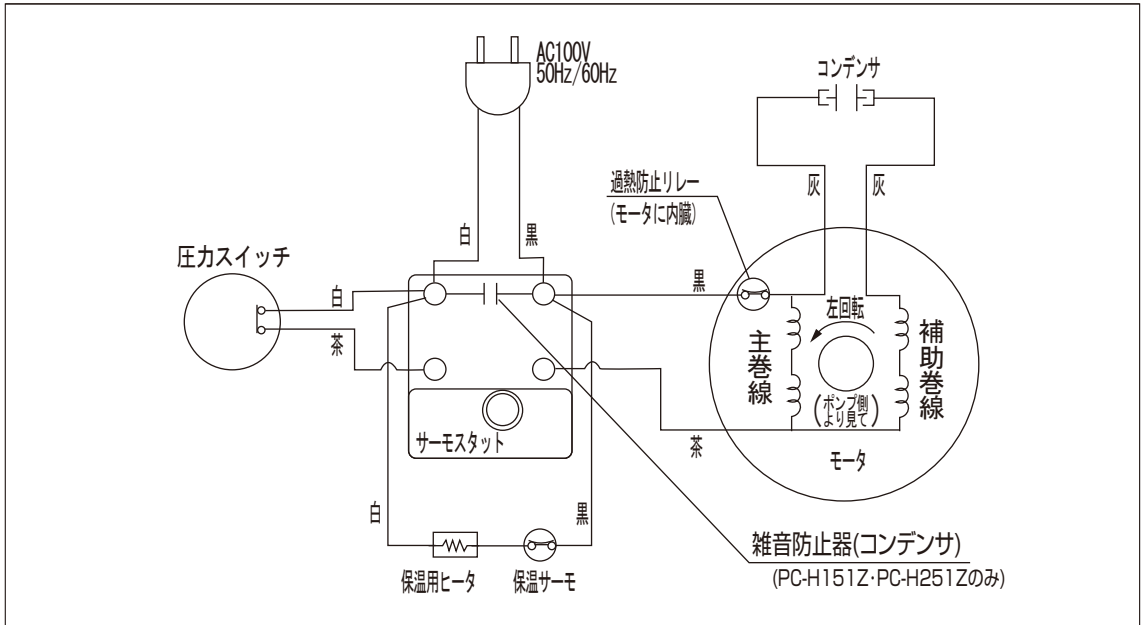 AC100V
50Hz/60Hz
コンデンサ
過熱防止リレー
(モータに内臓)
灰
灰
白
黒
圧力スイッチ
白
茶
黒
左回転
主巻線
補助巻線
(ポンプ側
より見て)
モータ
茶
サーモスタット
白
黒
保温用ヒータ
保温サーモ
雑音防止器(コンデンサ)
(PC-H151Z・PC-H251Zのみ)